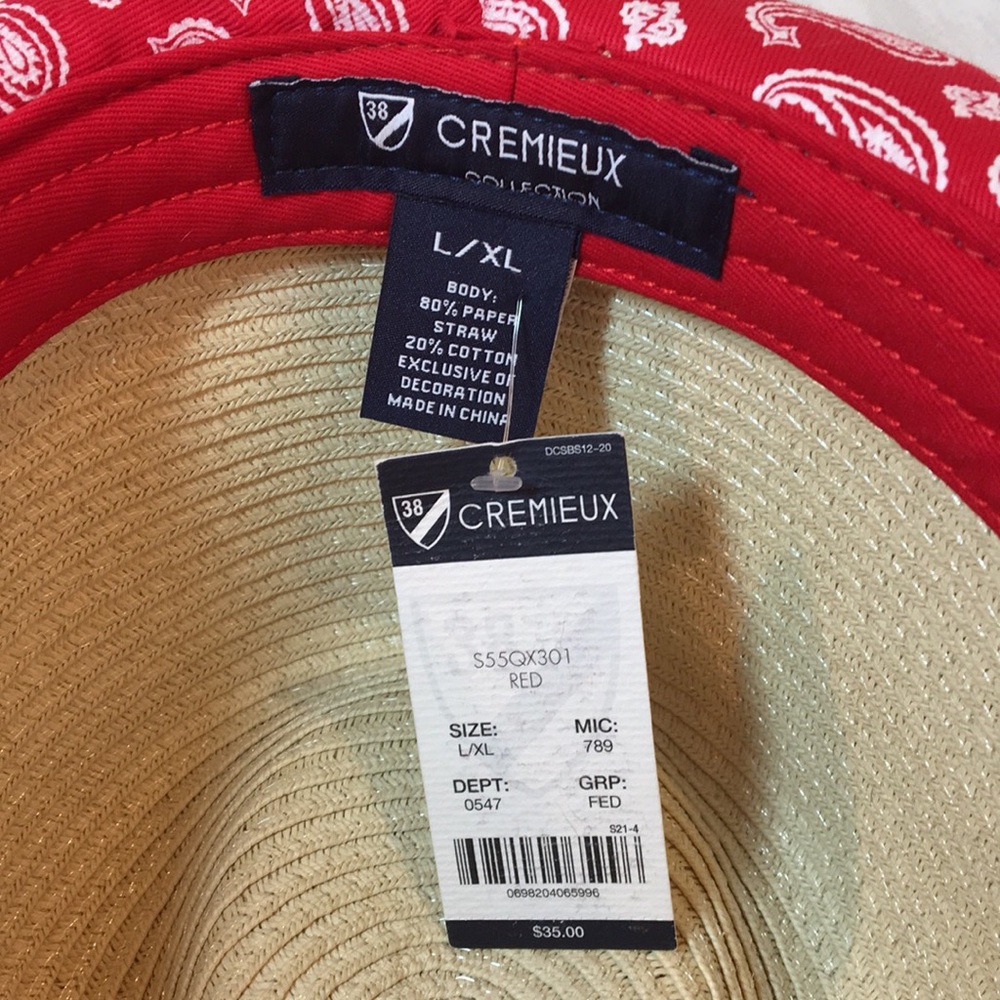 38 CREMIEUX
COLLECTION
L/XL
BODY:
80% PAPER
STRAW
20% COTTON
EXCLUSIVE OF
DECORATION
MADE IN CHINA
DCSBS12-20
38 CREMIEUX
S55QX301
RED
SIZE: MIC:
L/XL 789
DEPT: GRP:
0547 FED
S21-4
0698204065996
$35.00